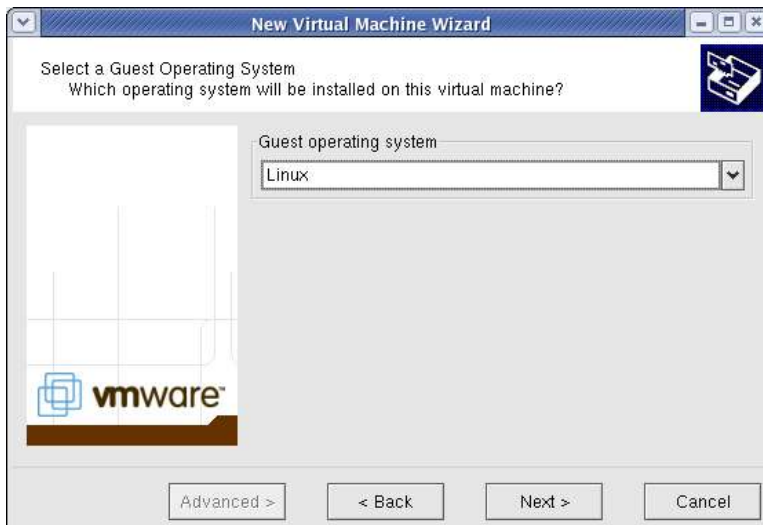 New Virtual Machine Wizard
Select a Guest Operating System
Which operating system will be installed on this virtual machine?
Guest operating system
Linux
vmware™
Advanced >
< Back
Next >
Cancel